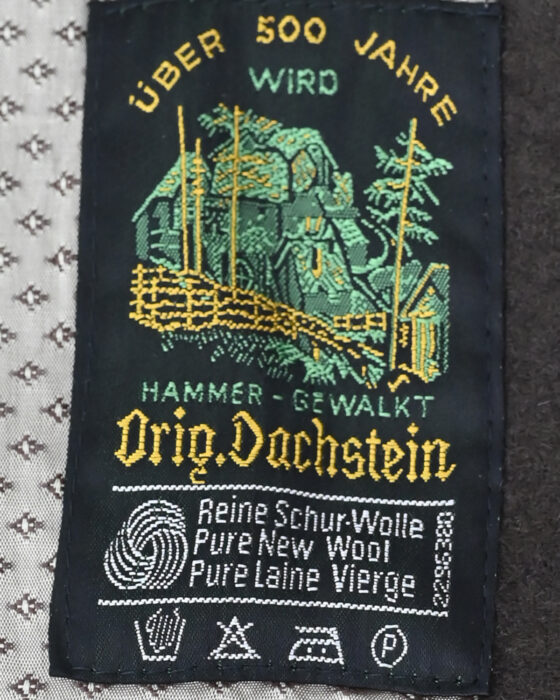 ÜBER 500 JAHRE
WIRD
HAMMER - GEWALKT
Orig. Dachstein
Reine Schur-Wolle
Pure New Wool
Pure Laine Vierge
P